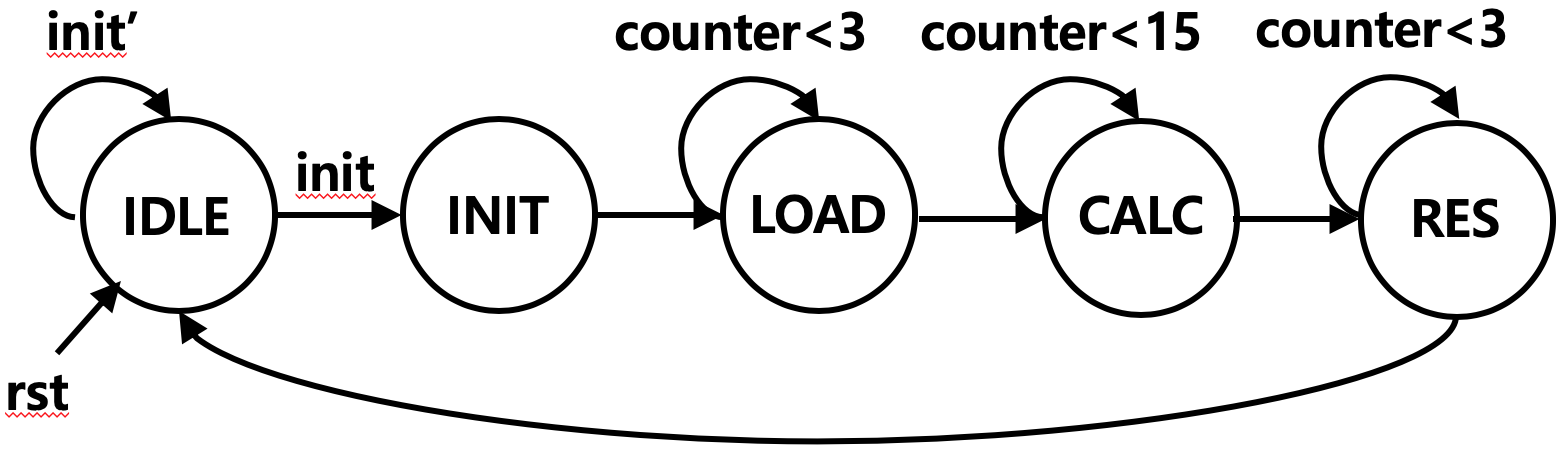 init’
counter<3
counter<15
counter<3
init
IDLE
INIT
LOAD
CALC
RES
rst